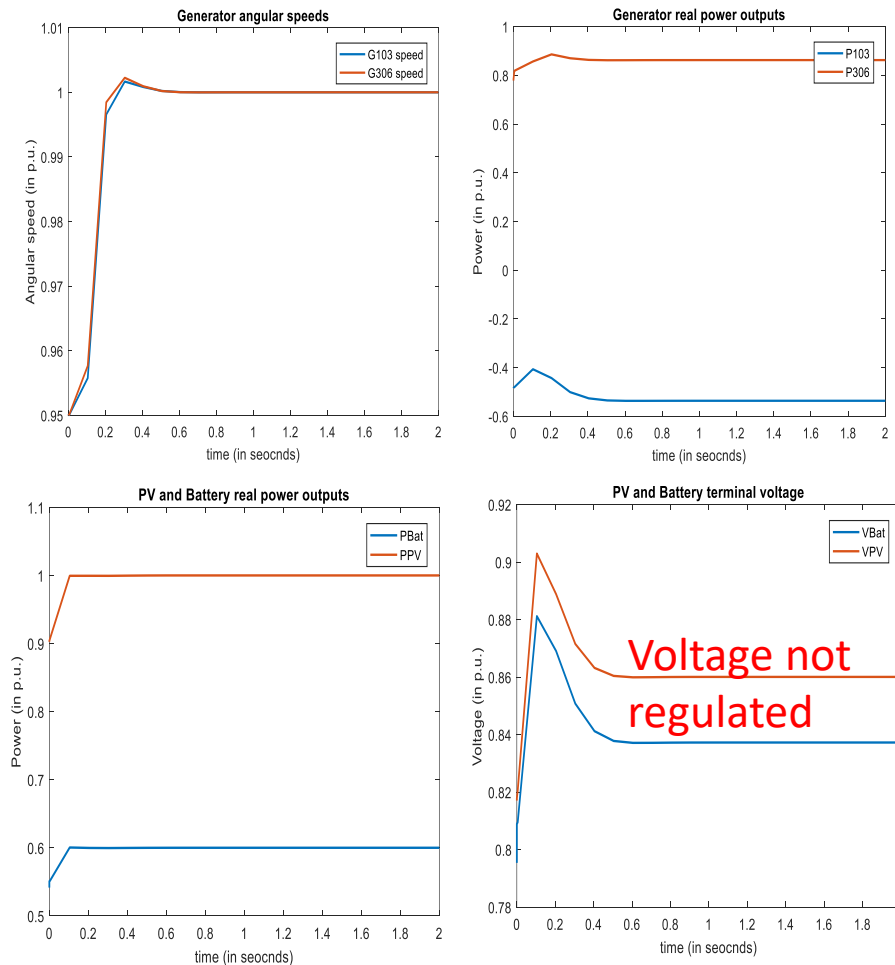 Generator angular speeds
1.01
1
0.99
0.98
0.97
0.96
0.95
0 0.2 0.4 0.6 0.8 1 1.2 1.4 1.6 1.8 2
Angular speed (in p.u.)
time (in seocnds)
G103 speed
G306 speed
Generator real power outputs
1
0.8
0.6
0.4
0.2
0
-0.2
-0.4
-0.6
0 0.2 0.4 0.6 0.8 1 1.2 1.4 1.6 1.8 2
Power (in p.u.)
time (in seocnds)
P103
P306
PV and Battery real power outputs
1.1
1
0.9
0.8
0.7
0.6
0.5
0 0.2 0.4 0.6 0.8 1 1.2 1.4 1.6 1.8 2
Power (in p.u.)
time (in seocnds)
PBat
PPV
PV and Battery terminal voltage
0.92
0.9
0.88
0.86
0.84
0.82
0.8
0.78
0 0.2 0.4 0.6 0.8 1 1.2 1.4 1.6 1.8
Voltage (in p.u.)
time (in seocnds)
VBat
VPV
Voltage not
regulated